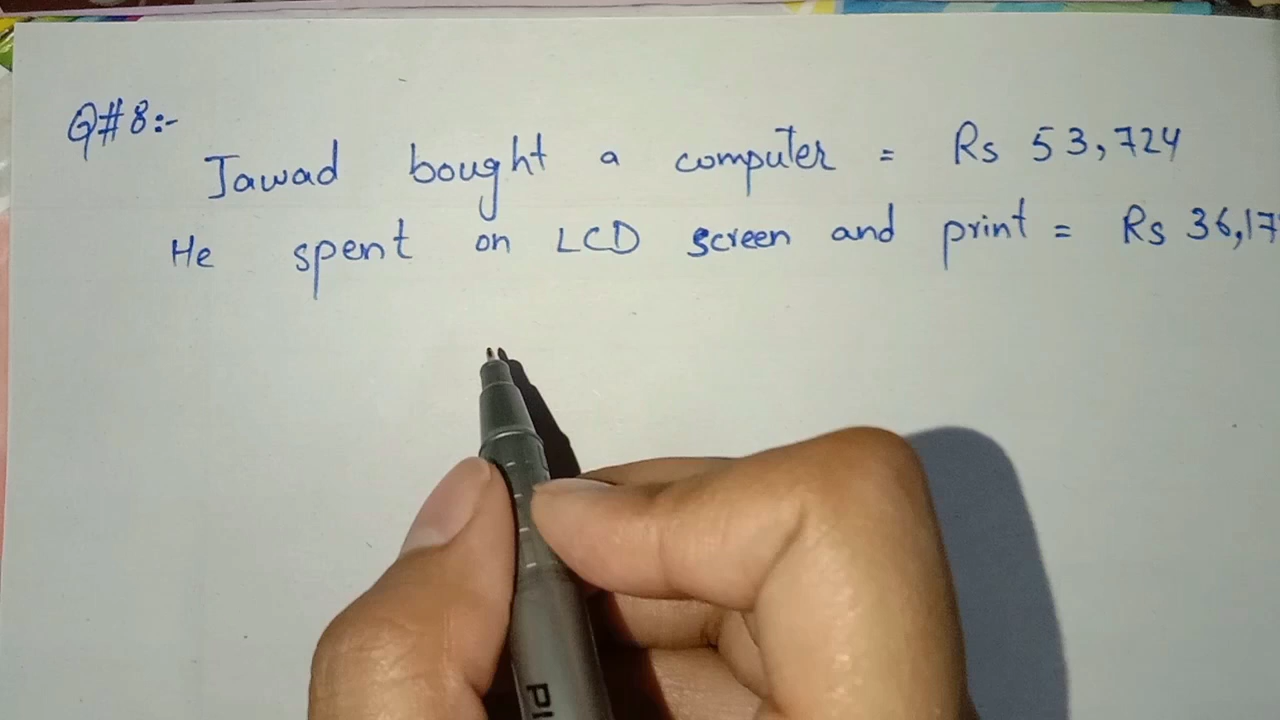 Q#8:-
Jawad bought a computer = Rs 53,724
He spent on LCD screen and print = Rs 36,17